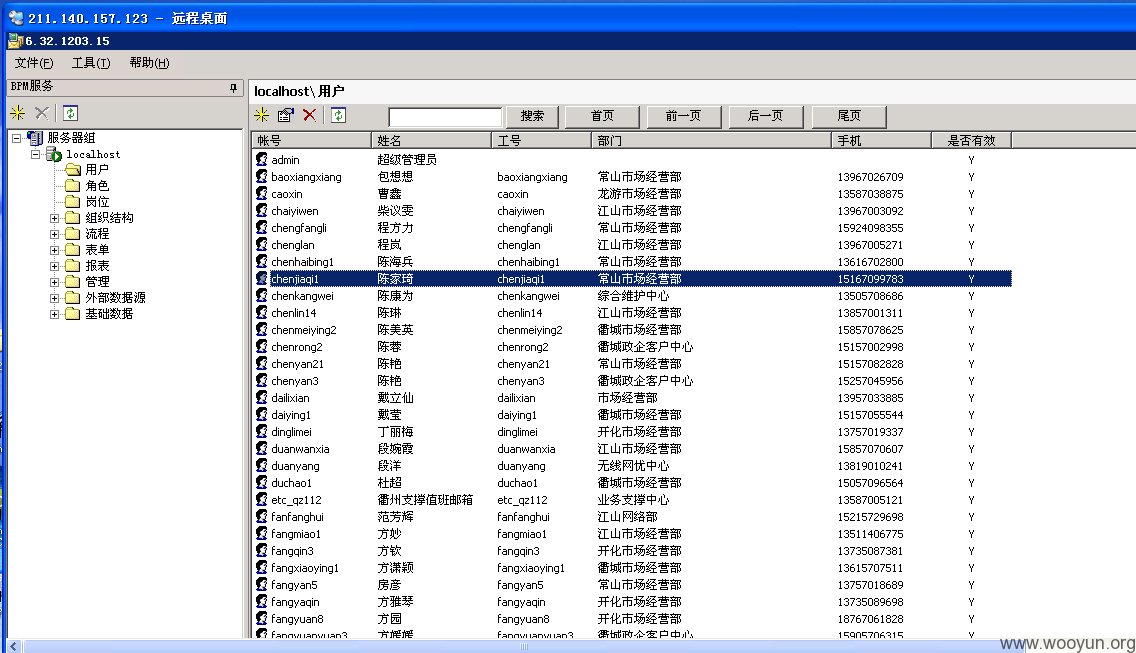 211.140.157.123 - 远程桌面
6.32.1203.15
文件(F) 工具(T) 帮助(H)
BPM服务
localhost\用户
搜索 首页 前一页 后一页 尾页
服务器组
localhost
用户
角色
岗位
组织结构
流程
表单
报表
管理
外部数据源
基础数据
帐号 姓名 工号 部门 手机 是否有效
admin 超级管理员 Y
baoxiangxiang 包想想 baoxiangxiang 常山市场经营部 13967026709 Y
caoxin 曹鑫 caoxin 龙游市场经营部 13587038875 Y
chaiyiwen 柴议雯 chaiyiwen 江山市场经营部 13967003092 Y
chengfangli 程方力 chengfangli 常山市场经营部 15924098355 Y
chenglan 程岚 chenglan 江山市场经营部 13967005271 Y
chenhaibing1 陈海兵 chenhaibing1 常山市场经营部 13616702800 Y
chenjiaqi1 陈家琦 chenjiaqi1 常山市场经营部 15167099783 Y
chenkangwei 陈康为 chenkangwei 综合维护中心 13505708686 Y
chenlin14 陈琳 chenlin14 江山市场经营部 13857001311 Y
chenmeiying2 陈美英 chenmeiying2 衢城市场经营部 15857078625 Y
chenrong2 陈蓉 chenrong2 衢城政企客户中心 15157002998 Y
chenyan21 陈艳 chenyan21 常山市场经营部 15157082828 Y
chenyan3 陈艳 chenyan3 衢城政企客户中心 15257045956 Y
dailixian 戴立仙 dailixian 市场经营部 13957033885 Y
daiying1 戴莹 daiying1 衢城市场经营部 15157055544 Y
dinglimei 丁丽梅 dinglimei 开化市场经营部 13757019337 Y
duanwanxia 段婉霞 duanwanxia 江山市场经营部 15857070607 Y
duanyang 段洋 duanyang 无线网优中心 13819010241 Y
duchao1 杜超 duchao1 衢城市场经营部 15057096564 Y
etc_qz112 衢州支撑值班邮箱 etc_qz112 业务支撑中心 13587005121 Y
fanfanghui 范芳辉 fanfanghui 江山网络部 15215729698 Y
fangmiao1 方妙 fangmiao1 江山市场经营部 13511406775 Y
fangqin3 方钦 fangqin3 开化市场经营部 13735087381 Y
fangxiaoying1 方潇颖 fangxiaoying1 衢城市场经营部 13615707511 Y
fangyan5 房彦 fangyan5 常山市场经营部 13757018689 Y
fangyaqin 方雅琴 fangyaqin 开化市场经营部 13735089698 Y
fangyuan8 方园 fangyuan8 开化市场经营部 18767061828 Y
fangyuanyuan3 方媛媛 fangyuanyuan3 衢城政企客户中心 15905706315 Y
www.wooyun.org